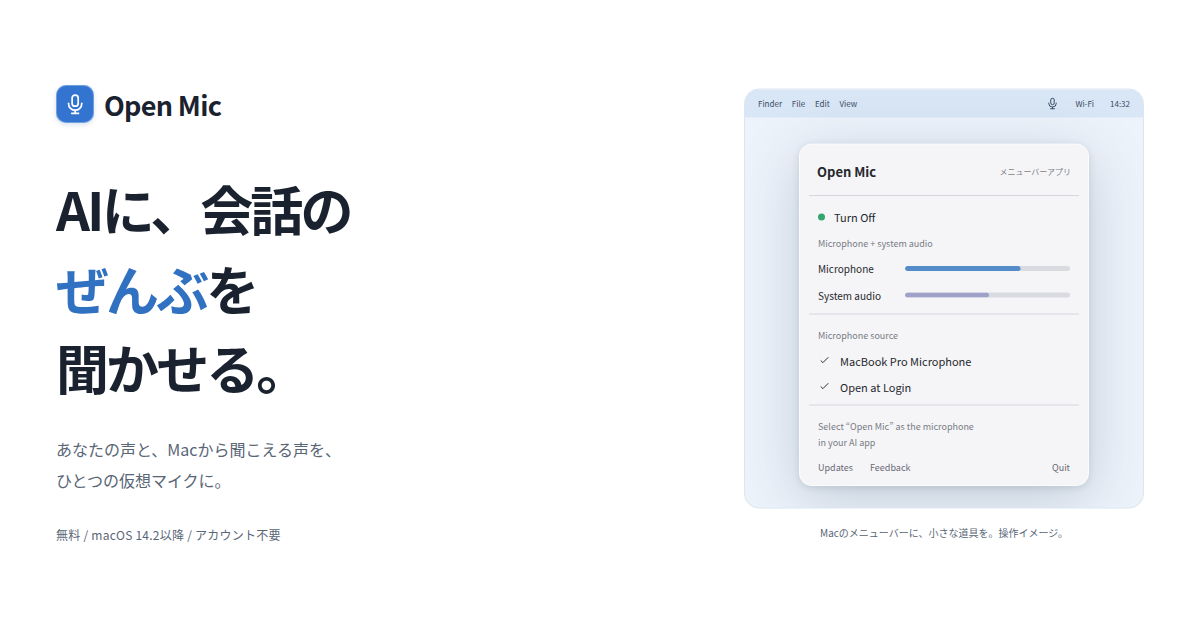 Open Mic
AIに、会話の
ぜんぶを
聞かせる。
あなたの声と、Macから聞こえる声を、
ひとつの仮想マイクに。
無料 / macOS 14.2以降 / アカウント不要
Finder File Edit View Wi-Fi 14:32
Open Mic メニューバーアプリ
Turn Off
Microphone + system audio
Microphone
System audio
Microphone source
MacBook Pro Microphone
Open at Login
Select “Open Mic” as the microphone
in your AI app
Updates Feedback Quit
Macのメニューバーに、小さな道具を。操作イメージ。